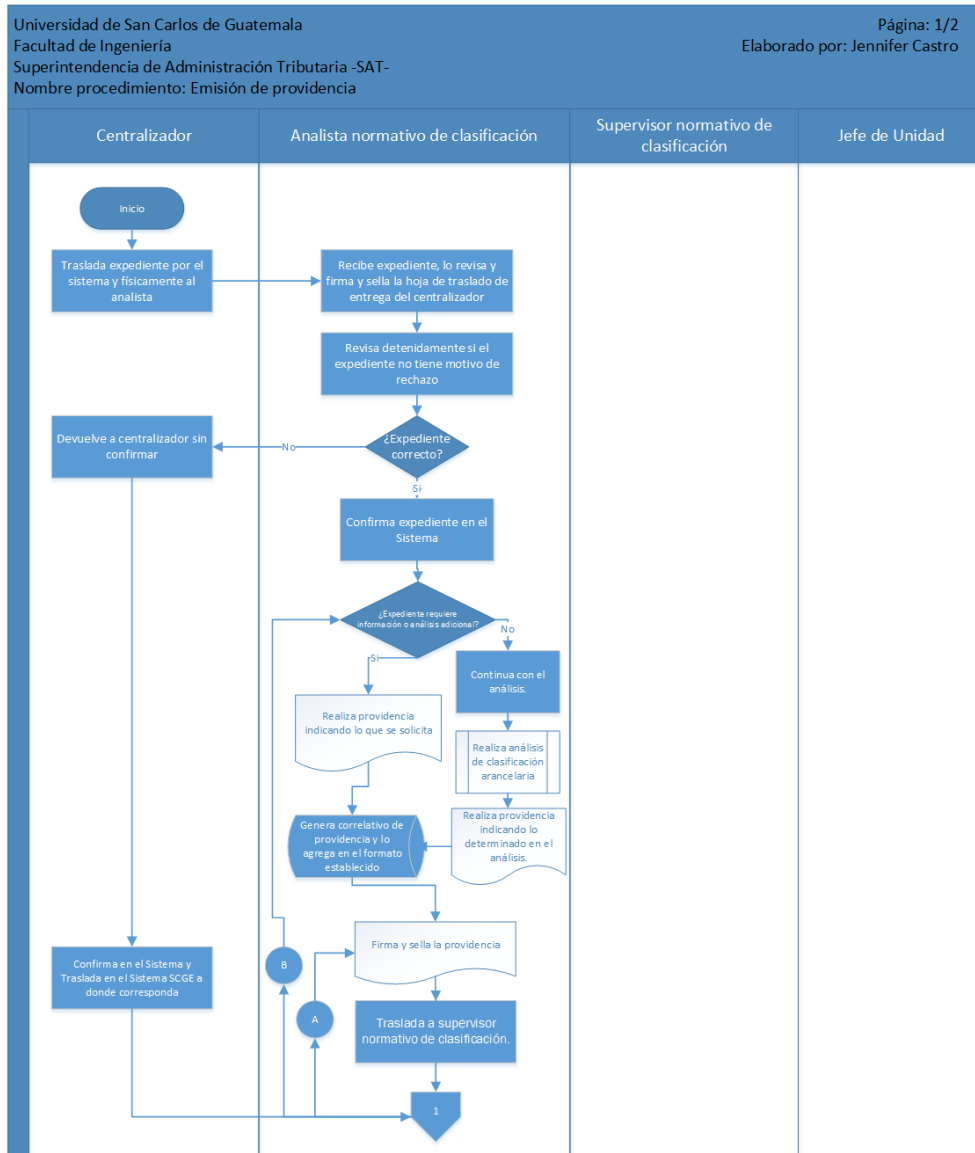 Universidad de San Carlos de Guatemala
Facultad de Ingeniería
Superintendencia de Administración Tributaria -SAT-
Nombre procedimiento: Emisión de providencia
Página: 1/2
Elaborado por: Jennifer Castro
Centralizador
Analista normativo de clasificación
Supervisor normativo de
clasificación
Jefe de Unidad
Inicio
Traslada expediente por el
sistema y físicamente al
analista
Recibe expediente, lo revisa y
firma y sella la hoja de traslado de
entrega del centralizador
Revisa detenidamente si el
expediente no tiene motivo de
rechazo
Devuelve a centralizador sin
confirmar
No
¿Expediente
correcto?
Si
Confirma expediente en el
Sistema
¿Expediente requiere
información o análisis adicional?
No
Si
Continua con el
análisis.
Realiza providencia
indicando lo que se solicita
Realiza análisis
de clasificación
arancelaria
Genera correlativo de
providencia y lo
agrega en el formato
establecido
Realiza providencia
indicando lo
determinado en el
análisis.
Confirma en el Sistema y
Traslada en el Sistema SCGE a
donde corresponda
B
Firma y sella la providencia
A
Traslada a supervisor
normativo de clasificación.
1